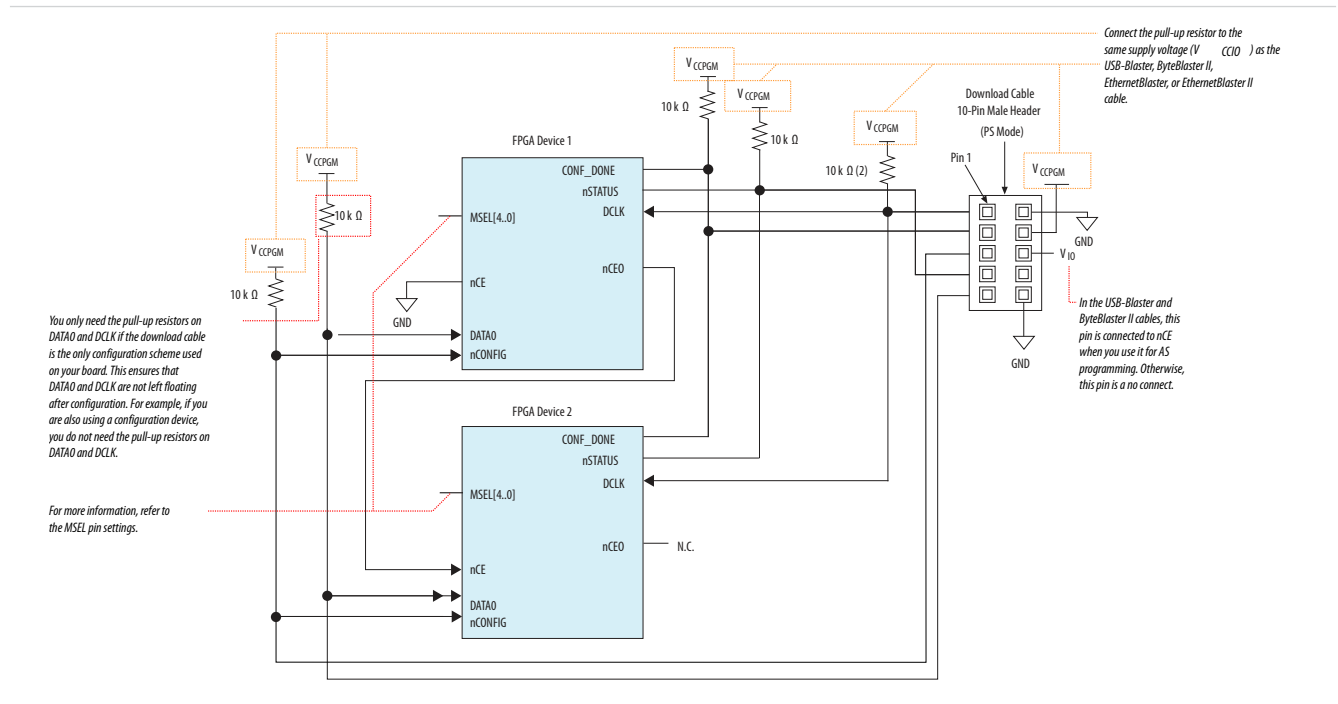 Connect the pull-up resistor to the
same supply voltage (V CCIO ) as the
USB-Blaster, ByteBlaster II,
EthernetBlaster, or EthernetBlaster II
cable.
V CCPGM
10 k Ω
V CCPGM
10 k Ω
V CCPGM
10 k Ω (2)
Download Cable
10-Pin Male Header
(PS Mode)
Pin 1
V CCPGM
GND
V IO
GND
In the USB-Blaster and
ByteBlaster II cables, this
pin is connected to nCE
when you use it for AS
programming. Otherwise,
this pin is a no connect.
V CCPGM
10 k Ω
V CCPGM
10 k Ω
You only need the pull-up resistors on
DATA0 and DCLK if the download cable
is the only configuration scheme used
on your board. This ensures that
DATA0 and DCLK are not left floating
after configuration. For example, if you
are also using a configuration device,
you do not need the pull-up resistors on
DATA0 and DCLK.
For more information, refer to
the MSEL pin settings.
FPGA Device 1
CONF_DONE
nSTATUS
MSEL[4..0]
DCLK
nCEO
nCE
GND
DATA0
nCONFIG
FPGA Device 2
CONF_DONE
nSTATUS
DCLK
MSEL[4..0]
nCEO
N.C.
nCE
DATA0
nCONFIG